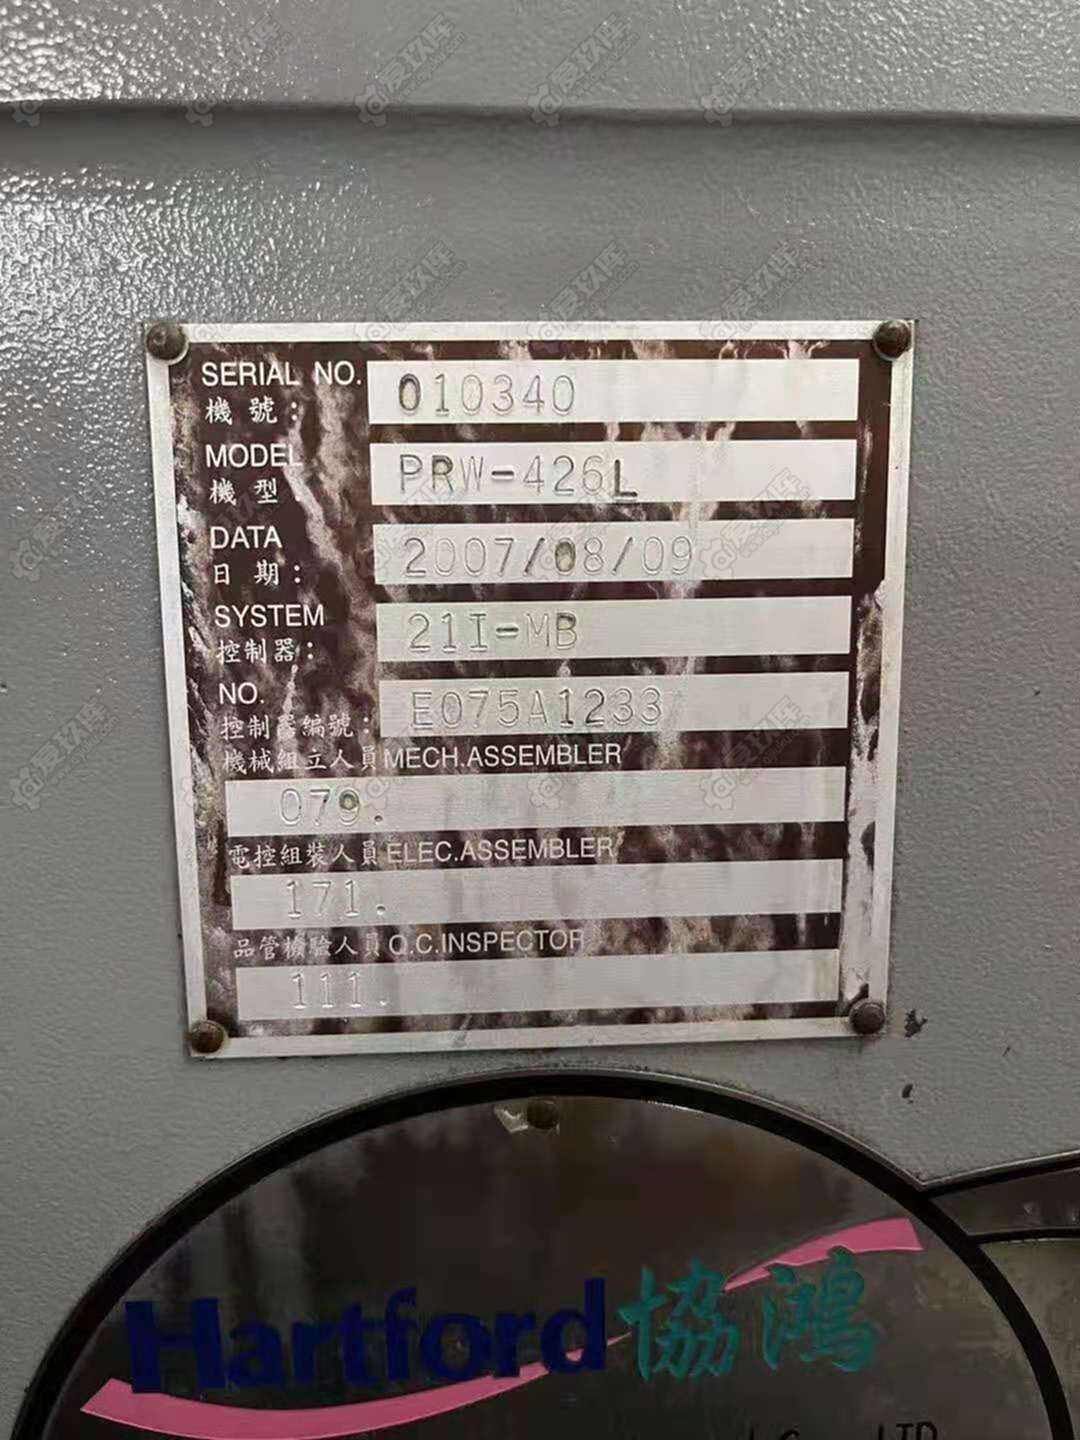 SERIAL NO. 010340
機號：
MODEL PRW-426L
機型
DATA 2007/08/09
日期：
SYSTEM 21I-MB
控制器：
NO. E075A1233
控制器編號：
機械組立人員 MECH.ASSEMBLER
079.
電控組裝人員 ELEC.ASSEMBLER
171.
品管檢驗人員 Q.C.INSPECTOR
111.
Hartford 協鴻
LTD